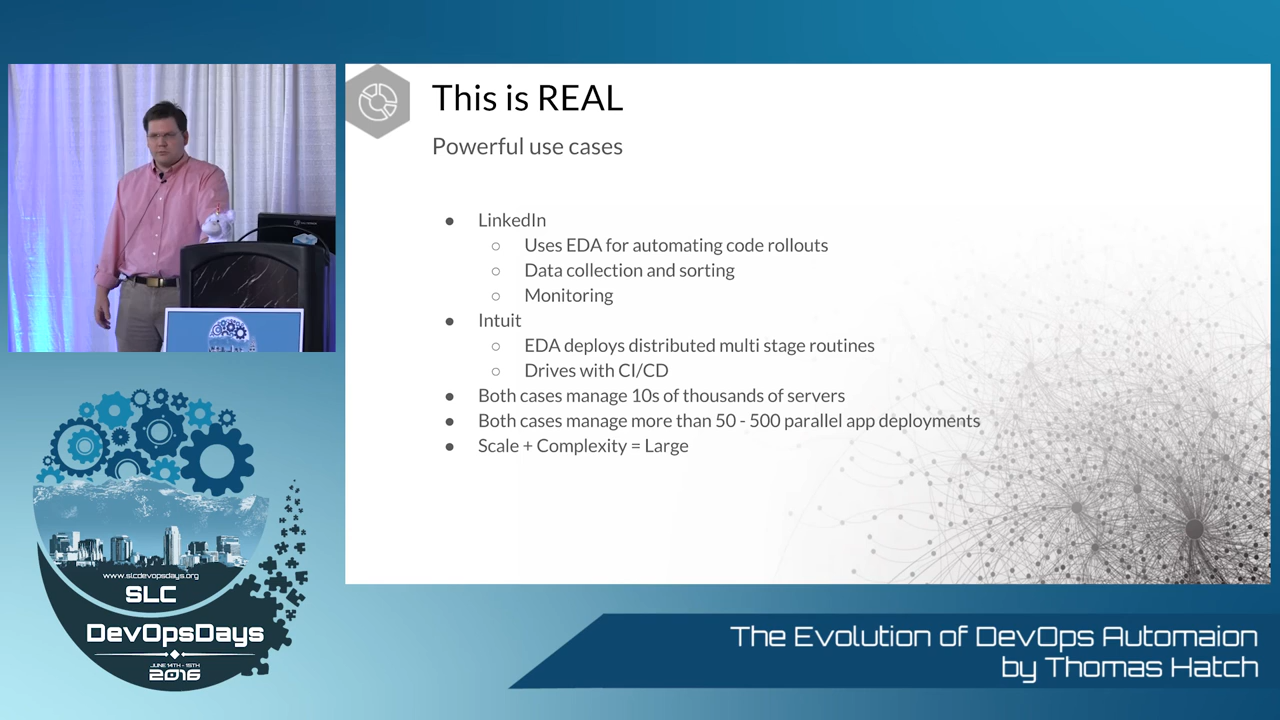 This is REAL
Powerful use cases
● LinkedIn
○ Uses EDA for automating code rollouts
○ Data collection and sorting
○ Monitoring
● Intuit
○ EDA deploys distributed multi stage routines
○ Drives with CI/CD
● Both cases manage 10s of thousands of servers
● Both cases manage more than 50 - 500 parallel app deployments
● Scale + Complexity = Large
www.slcdevopsdays.org
SLC
DevOpsDays
JUNE 14TH - 15TH
2016
The Evolution of DevOps Automaion
by Thomas Hatch